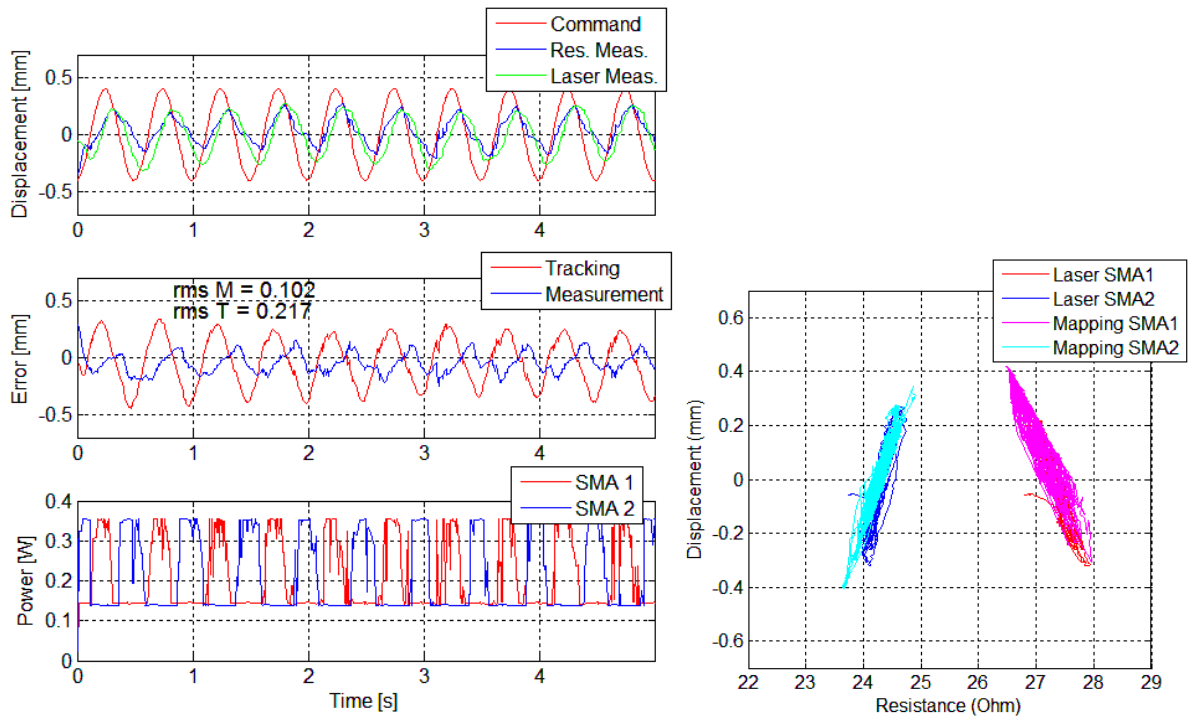 Command
Res. Meas.
Laser Meas.
Displacement [mm]
0.5
0
-0.5
0 1 2 3 4
Tracking
Measurement
rms M = 0.102
rms T = 0.217
Error [mm]
0.5
0
-0.5
0 1 2 3 4
SMA 1
SMA 2
Power [W]
0.4
0.3
0.2
0.1
0
0 1 2 3 4
Time [s]
Laser SMA1
Laser SMA2
Mapping SMA1
Mapping SMA2
Displacement (mm)
0.6
0.4
0.2
0
-0.2
-0.4
-0.6
22 23 24 25 26 27 28 29
Resistance (Ohm)